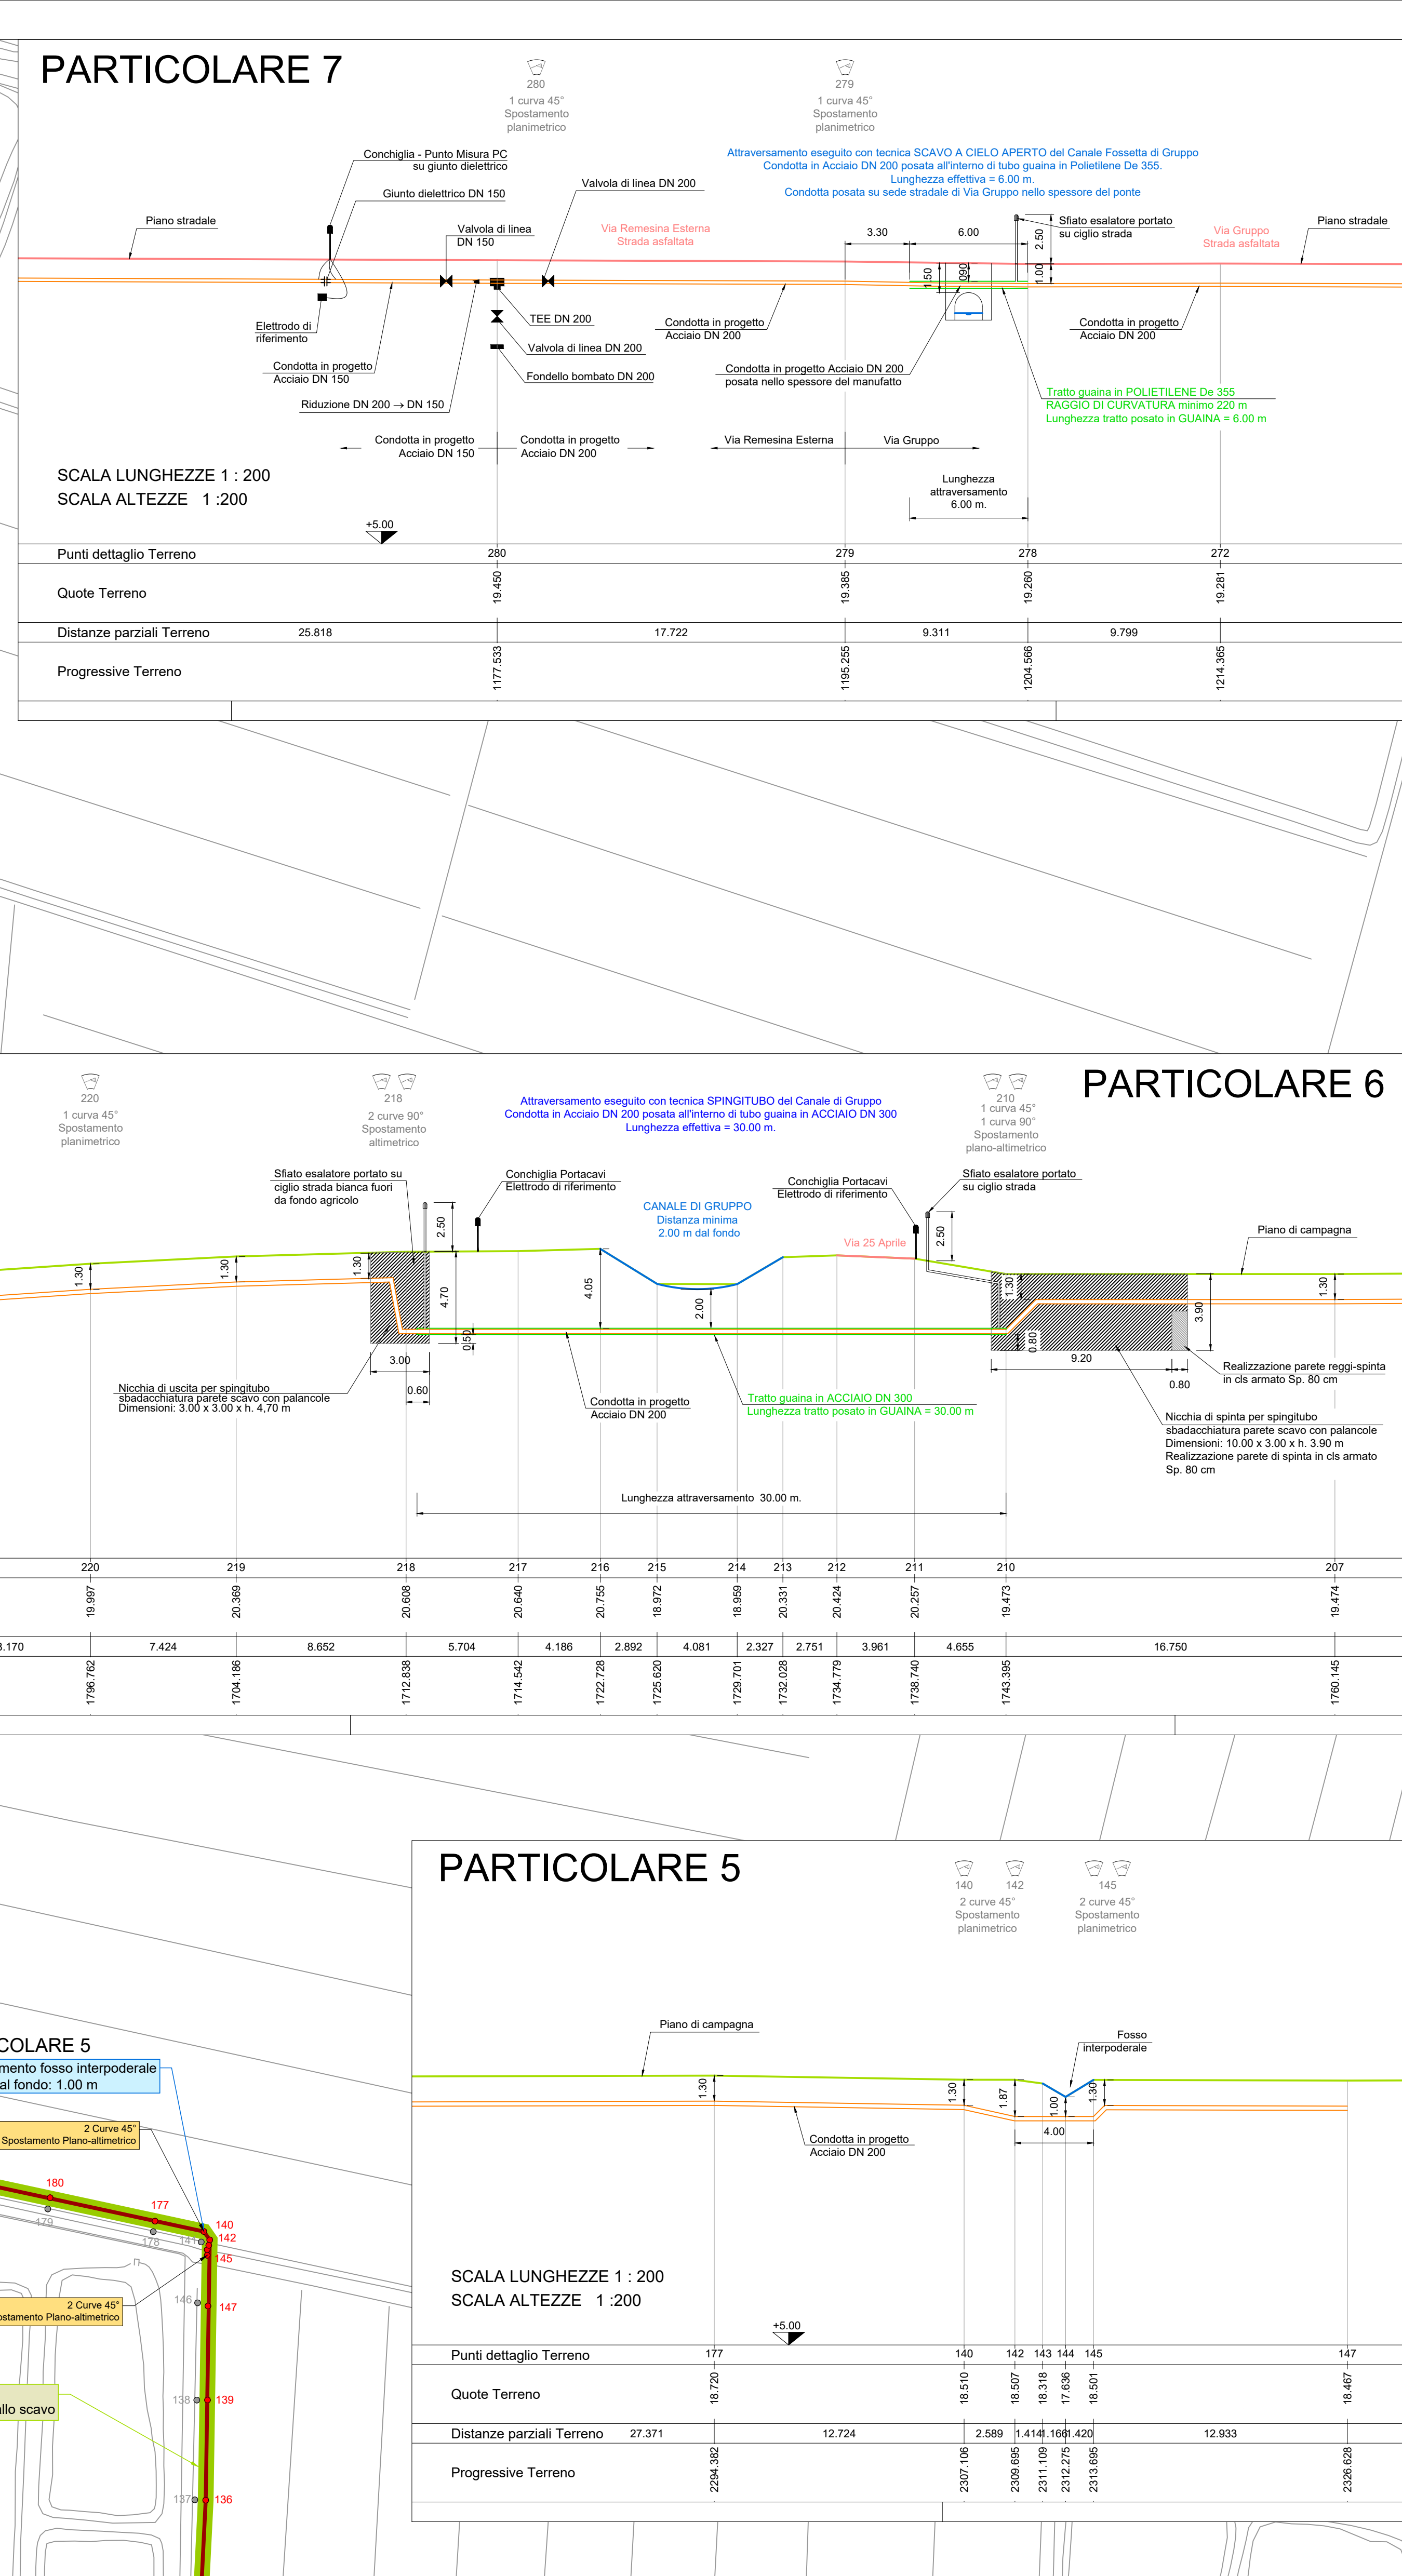 PARTICOLARE 7
280
1 curva 45°
Spostamento
planimetrico
279
1 curva 45°
Spostamento
planimetrico
Attraversamento eseguito con tecnica SCAVO A CIELO APERTO del Canale Fossetta di Gruppo
Condotta in Acciaio DN 200 posata all'interno di tubo guaina in Polietilene De 355.
Lunghezza effettiva = 6.00 m.
Condotta posata su sede stradale di Via Gruppo nello spessore del ponte
Conchiglia - Punto Misura PC
su giunto dielettrico
Giunto dielettrico DN 150
Valvola di linea DN 200
Piano stradale
Valvola di linea
DN 150
Via Remesina Esterna
Strada asfaltata
3.30
6.00
Sfiato esalatore portato
su ciglio strada
2.50
1.00
Via Gruppo
Strada asfaltata
Piano stradale
1.50
090
Elettrodo di
riferimento
TEE DN 200
Condotta in progetto
Acciaio DN 200
Condotta in progetto
Acciaio DN 200
Valvola di linea DN 200
Condotta in progetto
Acciaio DN 150
Fondello bombato DN 200
Condotta in progetto Acciaio DN 200
posata nello spessore del manufatto
Riduzione DN 200 → DN 150
Tratto guaina in POLIETILENE De 355
RAGGIO DI CURVATURA minimo 220 m
Lunghezza tratto posato in GUAINA = 6.00 m
Condotta in progetto
Acciaio DN 150
Condotta in progetto
Acciaio DN 200
Via Remesina Esterna
Via Gruppo
SCALA LUNGHEZZE 1 : 200
SCALA ALTEZZE 1 :200
Lunghezza
attraversamento
6.00 m.
+5.00
Punti dettaglio Terreno 280 279 278 272
Quote Terreno 19.450 19.385 19.260 19.281
Distanze parziali Terreno 25.818 17.722 9.311 9.799
Progressive Terreno 1177.533 1195.255 1204.566 1214.365
PARTICOLARE 6
220
1 curva 45°
Spostamento
planimetrico
218
2 curve 90°
Spostamento
altimetrico
Attraversamento eseguito con tecnica SPINGITUBO del Canale di Gruppo
Condotta in Acciaio DN 200 posata all'interno di tubo guaina in ACCIAIO DN 300
Lunghezza effettiva = 30.00 m.
210
1 curva 45°
1 curva 90°
Spostamento
plano-altimetrico
Sfiato esalatore portato su
ciglio strada bianca fuori
da fondo agricolo
Conchiglia Portacavi
Elettrodo di riferimento
CANALE DI GRUPPO
Distanza minima
2.00 m dal fondo
Conchiglia Portacavi
Elettrodo di riferimento
Sfiato esalatore portato
su ciglio strada
Via 25 Aprile
Piano di campagna
2.50
2.50
1.30
1.30
1.30
4.70
0.50
4.05
2.00
1.30
0.80
3.90
1.30
3.00
0.60
9.20
0.80
Nicchia di uscita per spingitubo
sbadacchiatura parete scavo con palancole
Dimensioni: 3.00 x 3.00 x h. 4,70 m
Condotta in progetto
Acciaio DN 200
Tratto guaina in ACCIAIO DN 300
Lunghezza tratto posato in GUAINA = 30.00 m
Realizzazione parete reggi-spinta
in cls armato Sp. 80 cm
Nicchia di spinta per spingitubo
sbadacchiatura parete scavo con palancole
Dimensioni: 10.00 x 3.00 x h. 3.90 m
Realizzazione parete di spinta in cls armato
Sp. 80 cm
Lunghezza attraversamento 30.00 m.
220 219 218 217 216 215 214 213 212 211 210 207
19.997 20.369 20.608 20.640 20.755 18.972 18.959 20.331 20.424 20.257 19.473 19.474
.170 7.424 8.652 5.704 4.186 2.892 4.081 2.327 2.751 3.961 4.655 16.750
1796.762 1704.186 1712.838 1714.542 1722.728 1725.620 1729.701 1732.028 1734.779 1738.740 1743.395 1760.145
PARTICOLARE 5
140 142
2 curve 45°
Spostamento
planimetrico
145
2 curve 45°
Spostamento
planimetrico
Piano di campagna
Fosso
interpoderale
1.30
1.30
1.87
1.00
1.30
4.00
Condotta in progetto
Acciaio DN 200
SCALA LUNGHEZZE 1 : 200
SCALA ALTEZZE 1 :200
+5.00
Punti dettaglio Terreno 177 140 142 143 144 145 147
Quote Terreno 18.720 18.510 18.507 18.318 17.636 18.501 18.467
Distanze parziali Terreno 27.371 12.724 2.589 1.414 1.166 1.420 12.933
Progressive Terreno 2294.382 2307.106 2309.695 2311.109 2312.275 2313.695 2326.628
COLARE 5
mento fosso interpoderale
al fondo: 1.00 m
2 Curve 45°
Spostamento Plano-altimetrico
180
179
177
178
140
141
142
145
146
147
2 Curve 45°
ostamento Plano-altimetrico
138
139
llo scavo
137
136